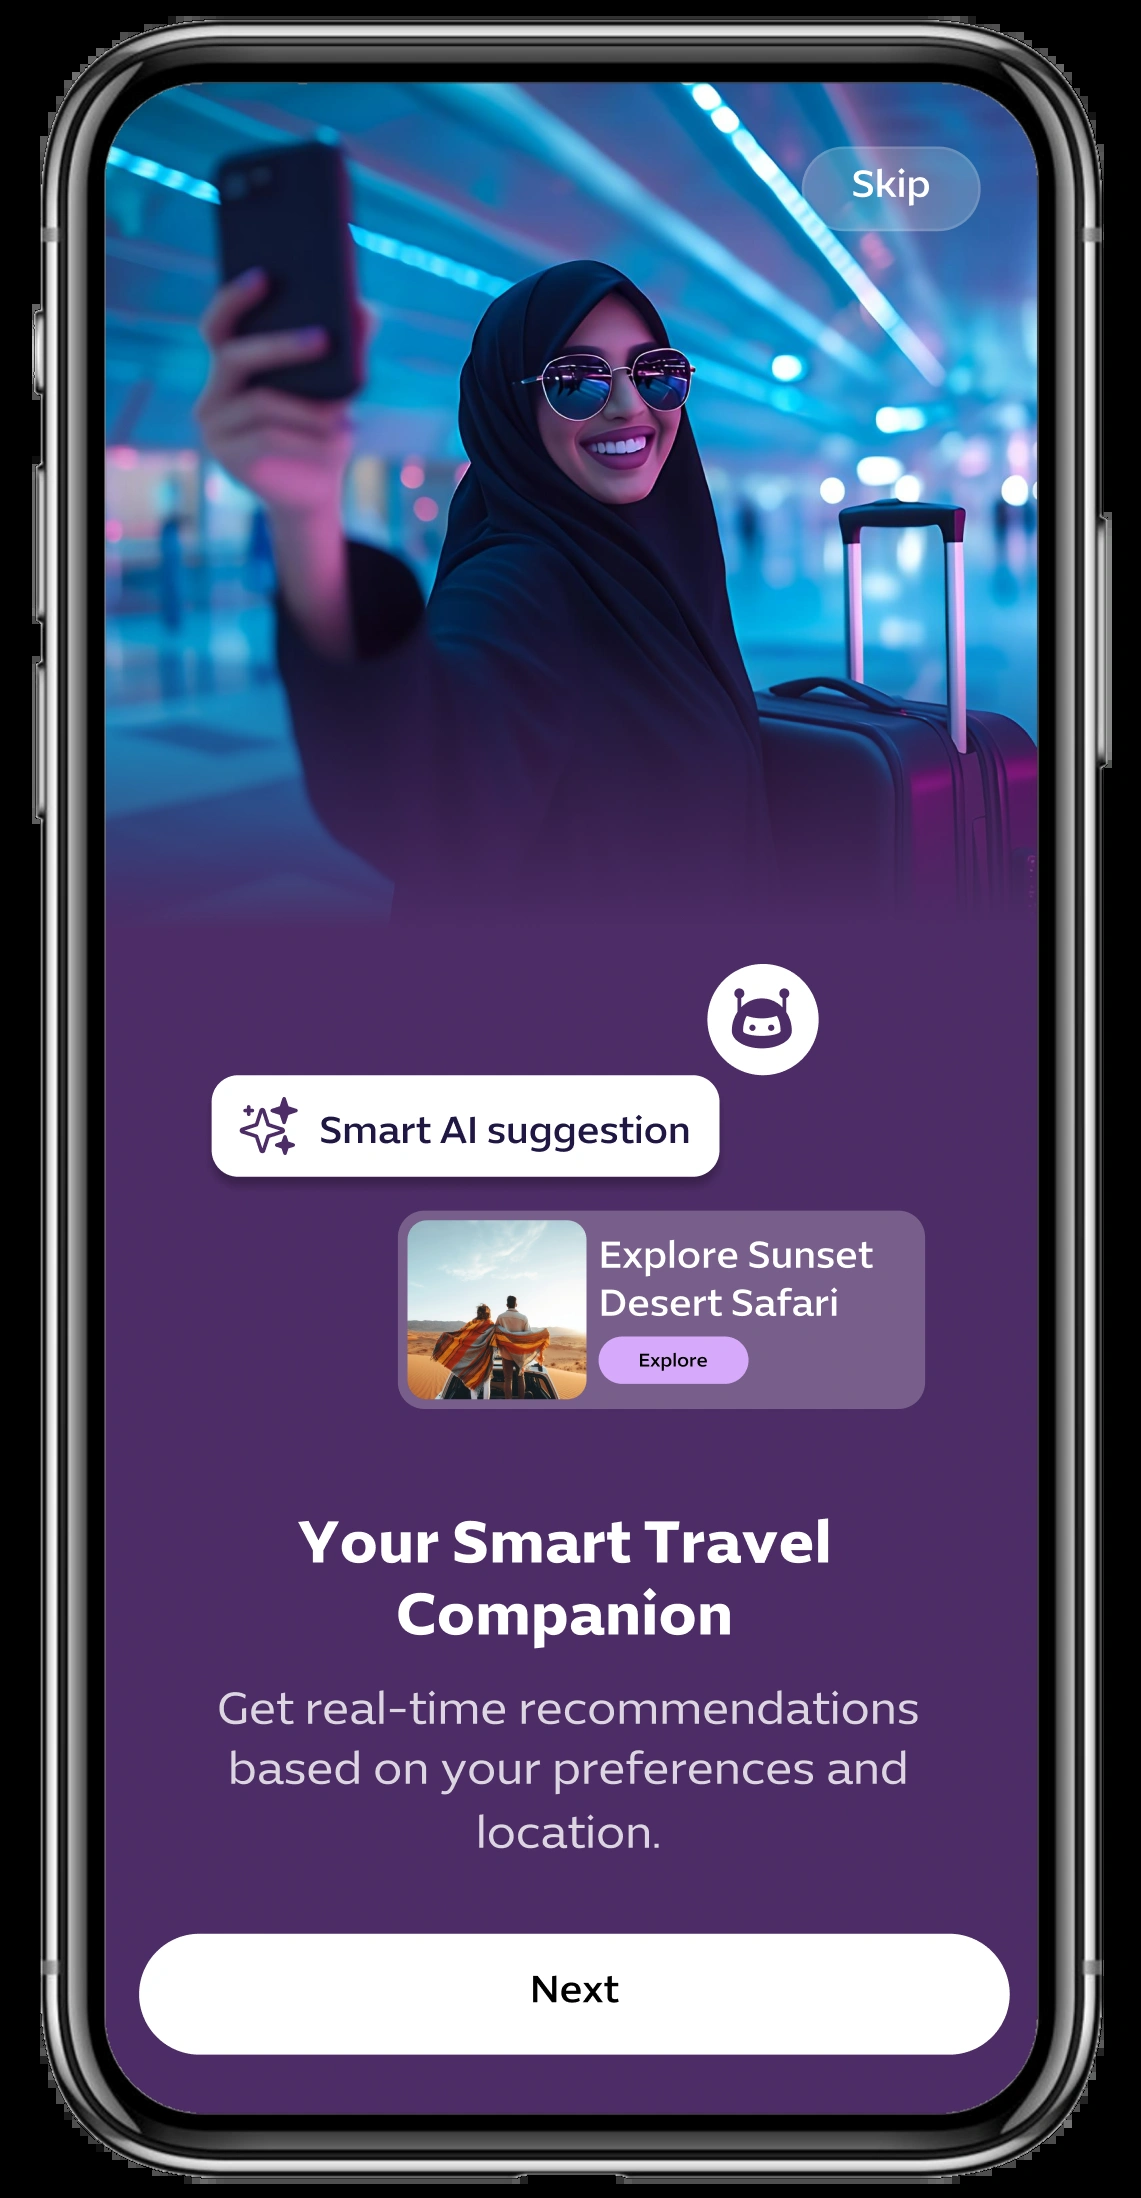 Skip
Smart AI suggestion
Explore Sunset
Desert Safari
Explore
Your Smart Travel
Companion
Get real-time recommendations
based on your preferences and
location.
Next